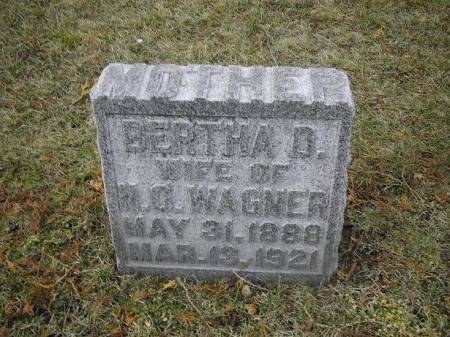 MOTHER
BERTHA D.
WIFE OF
H.O. WAGNER
MAY 31, 1888
MAR. 19, 1921